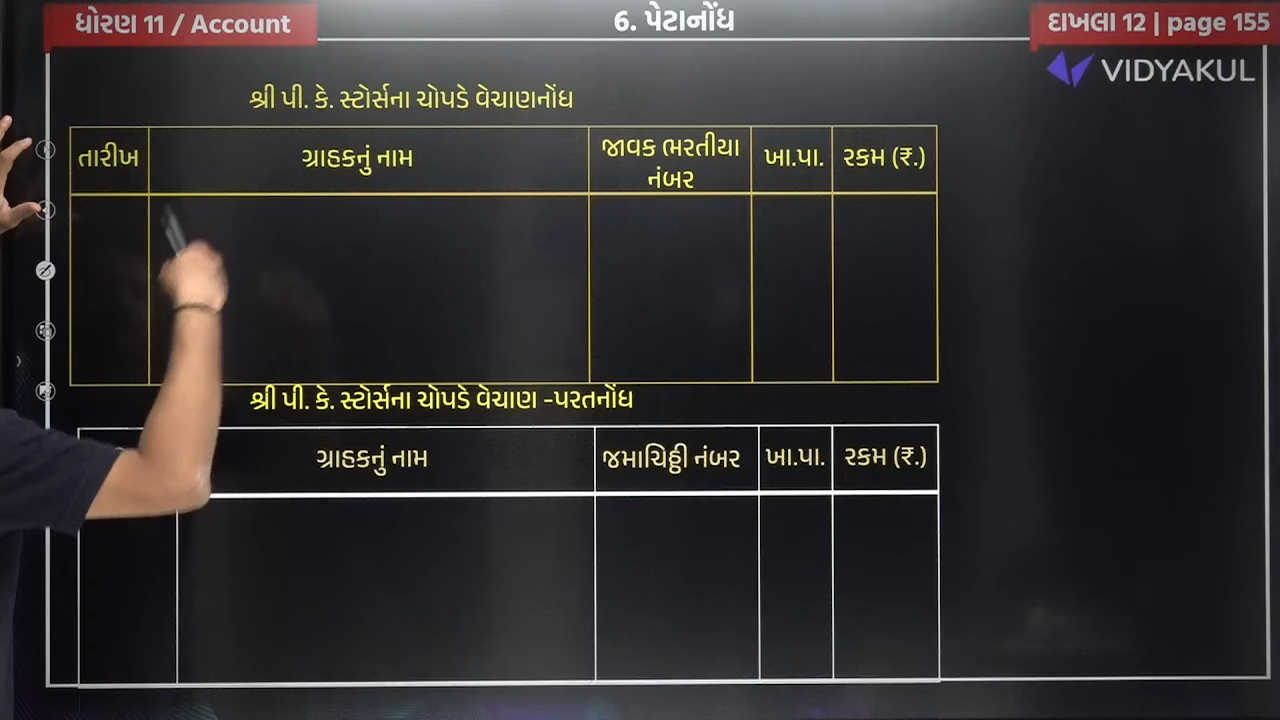 ધોરણ 11 / Account
6. પેટાનોંધ
દાખલા 12 | page 155
VIDYAKUL
શ્રી પી. કે. સ્ટોર્સના ચોપડે વેચાણનોંધ
તારીખ
ગ્રાહકનું નામ
જાવક ભરતીયા
નંબર
ખા.પા.
રકમ (₹.)
શ્રી પી. કે. સ્ટોર્સના ચોપડે વેચાણ -પરતનોંધ
ગ્રાહકનું નામ
જમાચિઠ્ઠી નંબર
ખા.પા.
રકમ (₹.)